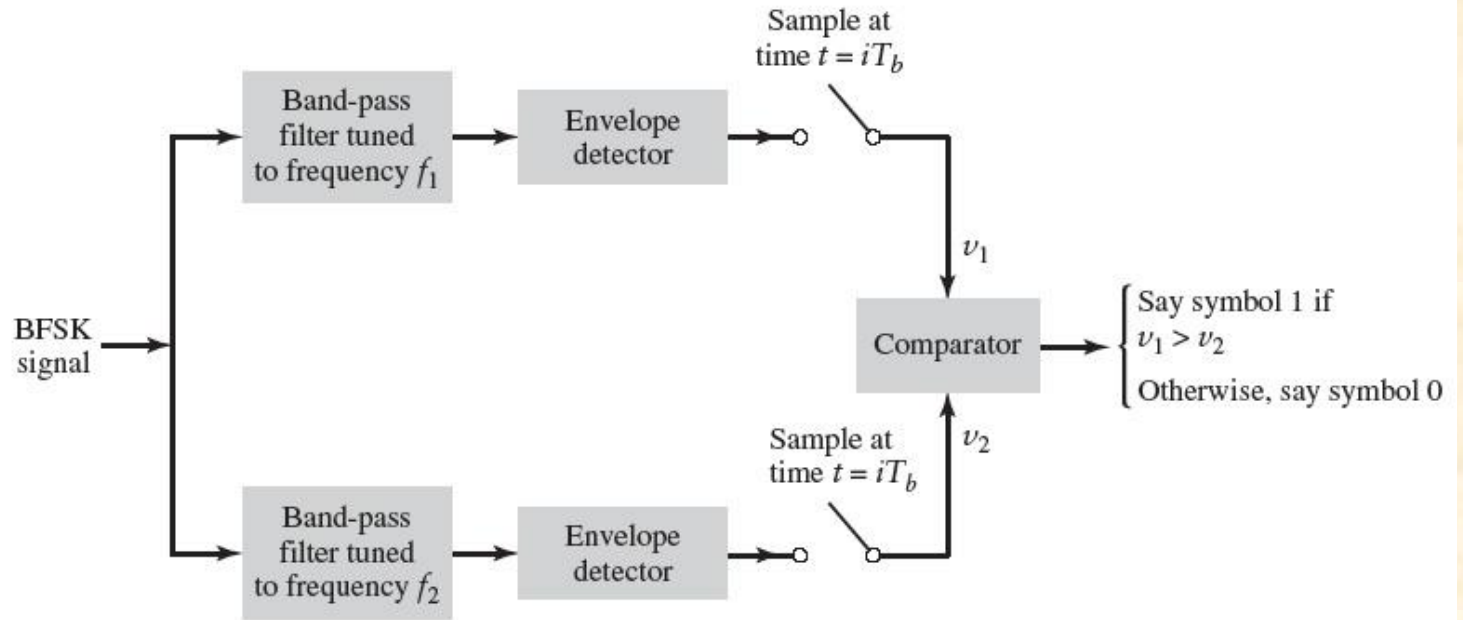 Sample at
time t = iT_b
Band-pass
filter tuned
to frequency f_1
Envelope
detector
v_1
BFSK
signal
Comparator
Say symbol 1 if
v_1 > v_2
Otherwise, say symbol 0
Sample at
time t = iT_b
v_2
Band-pass
filter tuned
to frequency f_2
Envelope
detector